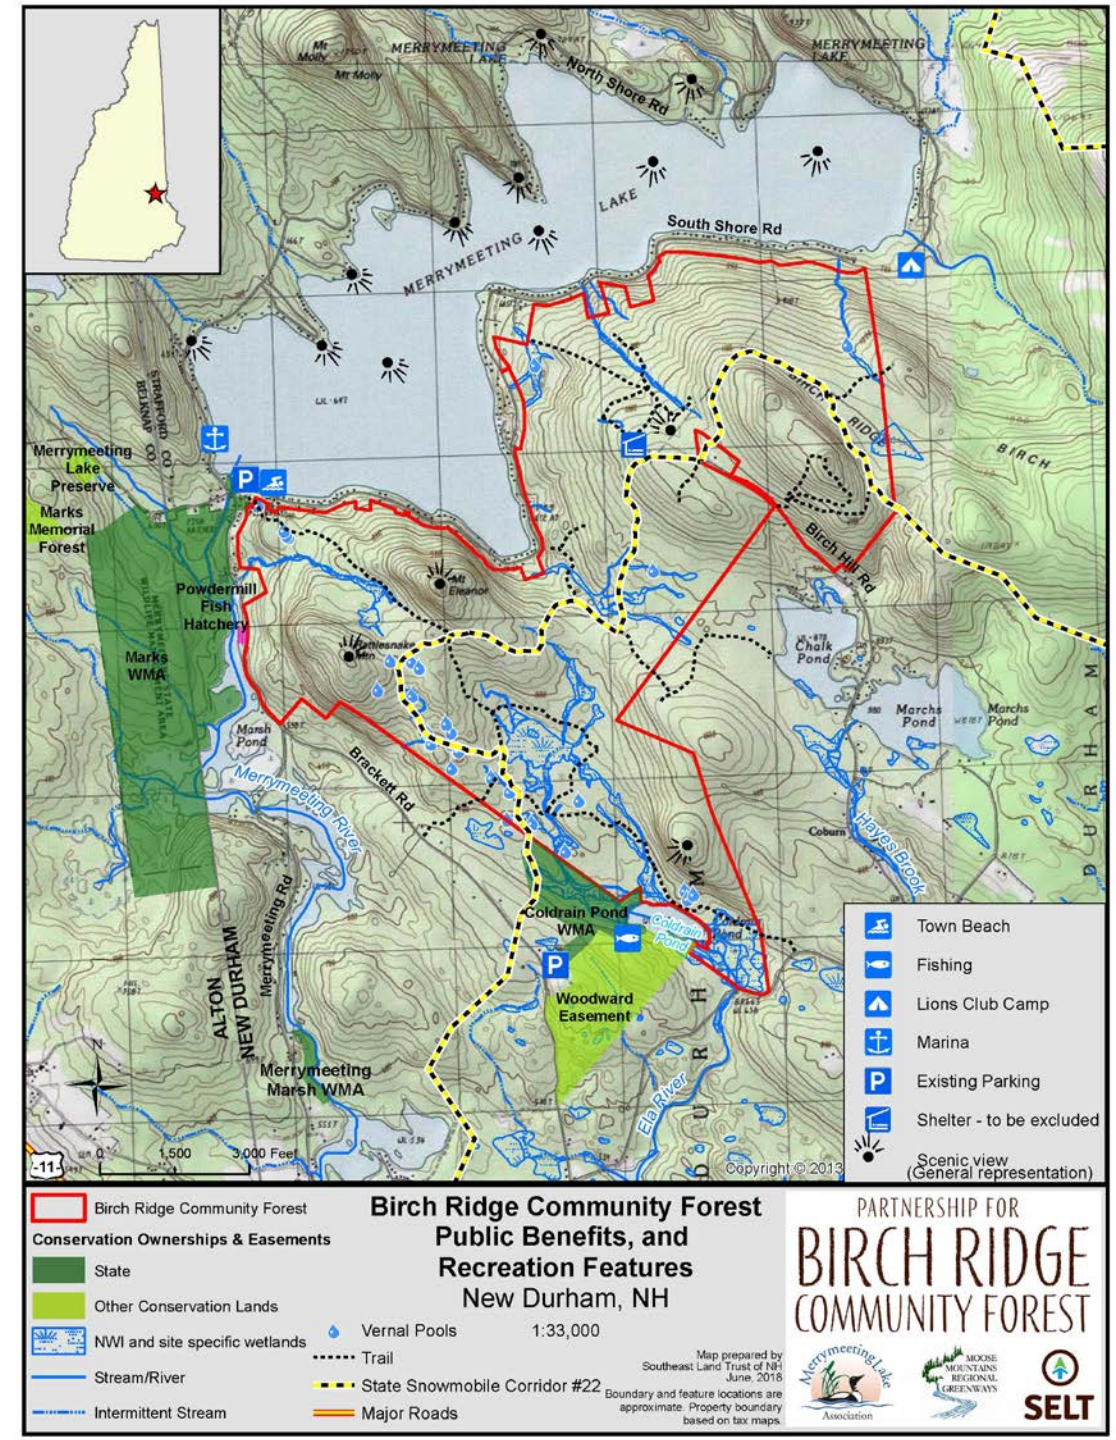 Mt
Molly
Mt Molly
MERRYMEETING
LAKE
North Shore Rd
MERRYMEETING
LAKE
LAKE
MERRYMEETING
South Shore Rd
STRAFFORD CO
BELKNAP CO
Merrymeeting
Lake
Preserve
Marks
Memorial
Forest
P
BIRCH
RIDGE
BIRCH
Birch Hill Rd
Powdermill
Fish
Hatchery
Mt
Eleanor
Rattlesnake
Mtn
Marks
WMA
Chalk
Pond
Marchs
Pond
Marchs
Pond
Marsh
Pond
Merrymeeting River
Brackett Rd
Coburn
Hayes Brook
DURHAM
Merrymeeting Rd
ALTON
NEW DURHAM
Coldrain Pond
WMA
Coldrain
Pond
P
Woodward
Easement
Merrymeeting
Marsh WMA
Ela River
N
-11-
0 1,500 3,000 Feet
Copyright:© 2013
Town Beach
Fishing
Lions Club Camp
Marina
P Existing Parking
Shelter - to be excluded
Scenic view
(General representation)
Birch Ridge Community Forest
Conservation Ownerships & Easements
State
Other Conservation Lands
NWI and site specific wetlands
Stream/River
Intermittent Stream
Birch Ridge Community Forest
Public Benefits, and
Recreation Features
New Durham, NH
Vernal Pools 1:33,000
Trail
State Snowmobile Corridor #22
Major Roads
Map prepared by
Southeast Land Trust of NH
June, 2018
Boundary and feature locations are
approximate. Property boundary
based on tax maps.
PARTNERSHIP FOR
BIRCH RIDGE
COMMUNITY FOREST
Merrymeeting Lake
Association
MOOSE
MOUNTAINS
REGIONAL
GREENWAYS
SELT